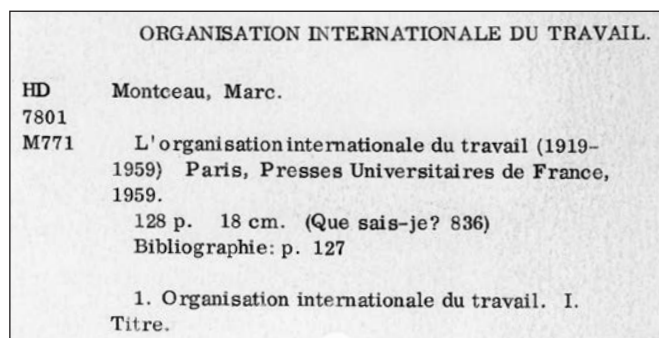 ORGANISATION INTERNATIONALE DU TRAVAIL.
HD Montceau, Marc.
7801
M771 L'organisation internationale du travail (1919-
1959) Paris, Presses Universitaires de France,
1959.
128 p. 18 cm. (Que sais-je? 836)
Bibliographie: p. 127
1. Organisation internationale du travail. I.
Titre.